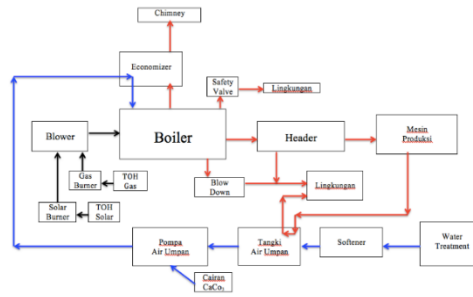 Chimney
Economizer
Safety
Valve
Lingkungan
Blower
Boiler
Header
Mesin
Produksi
Gas
Burner
TOH
Gas
Blow
Down
Lingkungan
Solar
Burner
TOH
Solar
Pompa
Air Umpan
Tangki
Air Umpan
Softener
Water
Treatment
Cairan
CaCo₃